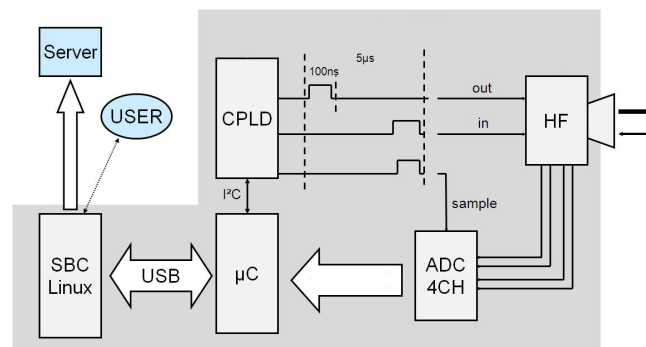 Server
USER
CPLD
100ns
5µs
out
in
HF
I²C
sample
SBC
Linux
USB
µC
ADC
4CH